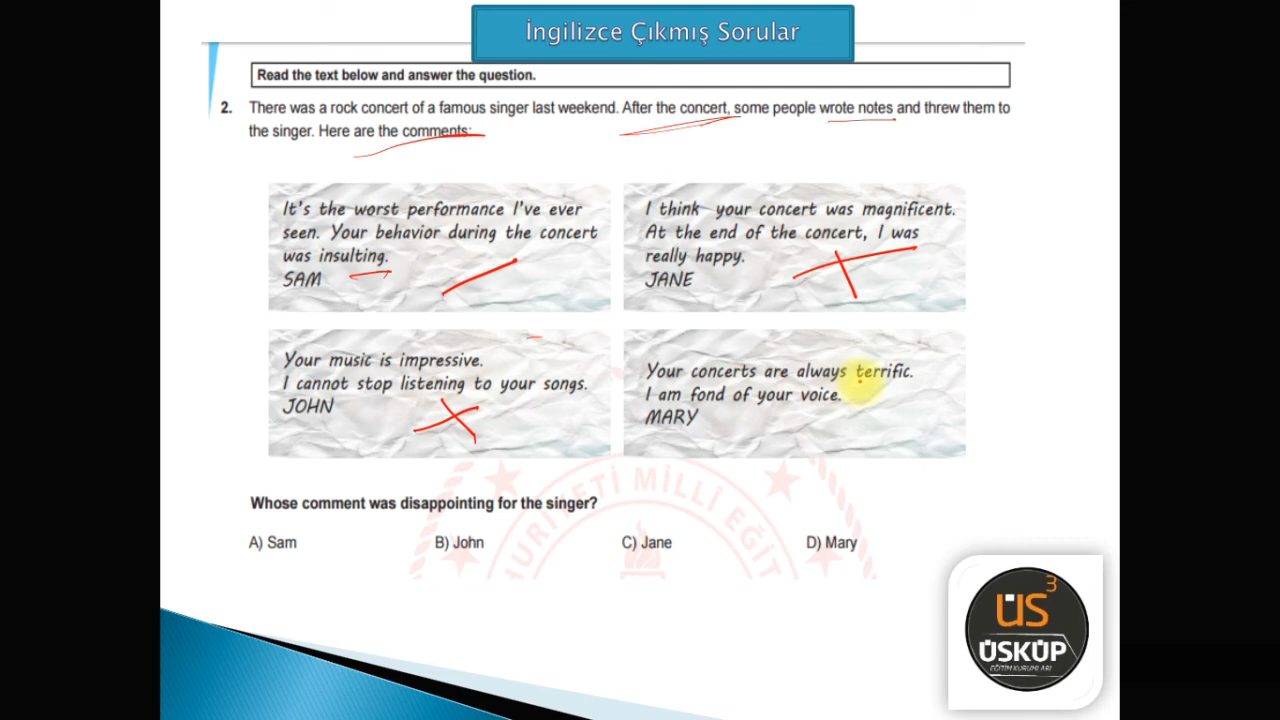 İngilizce Çıkmış Sorular
Read the text below and answer the question.
2. There was a rock concert of a famous singer last weekend. After the concert, some people wrote notes and threw them to
the singer. Here are the comments:
It's the worst performance I've ever
seen. Your behavior during the concert
was insulting.
SAM
I think your concert was magnificent.
At the end of the concert, I was
really happy.
JANE
Your music is impressive.
I cannot stop listening to your songs.
JOHN
Your concerts are always terrific.
I am fond of your voice.
MARY
Whose comment was disappointing for the singer?
A) Sam B) John C) Jane D) Mary
ÜS3
ÜSKÜP
EĞİTİM KURUMLARI